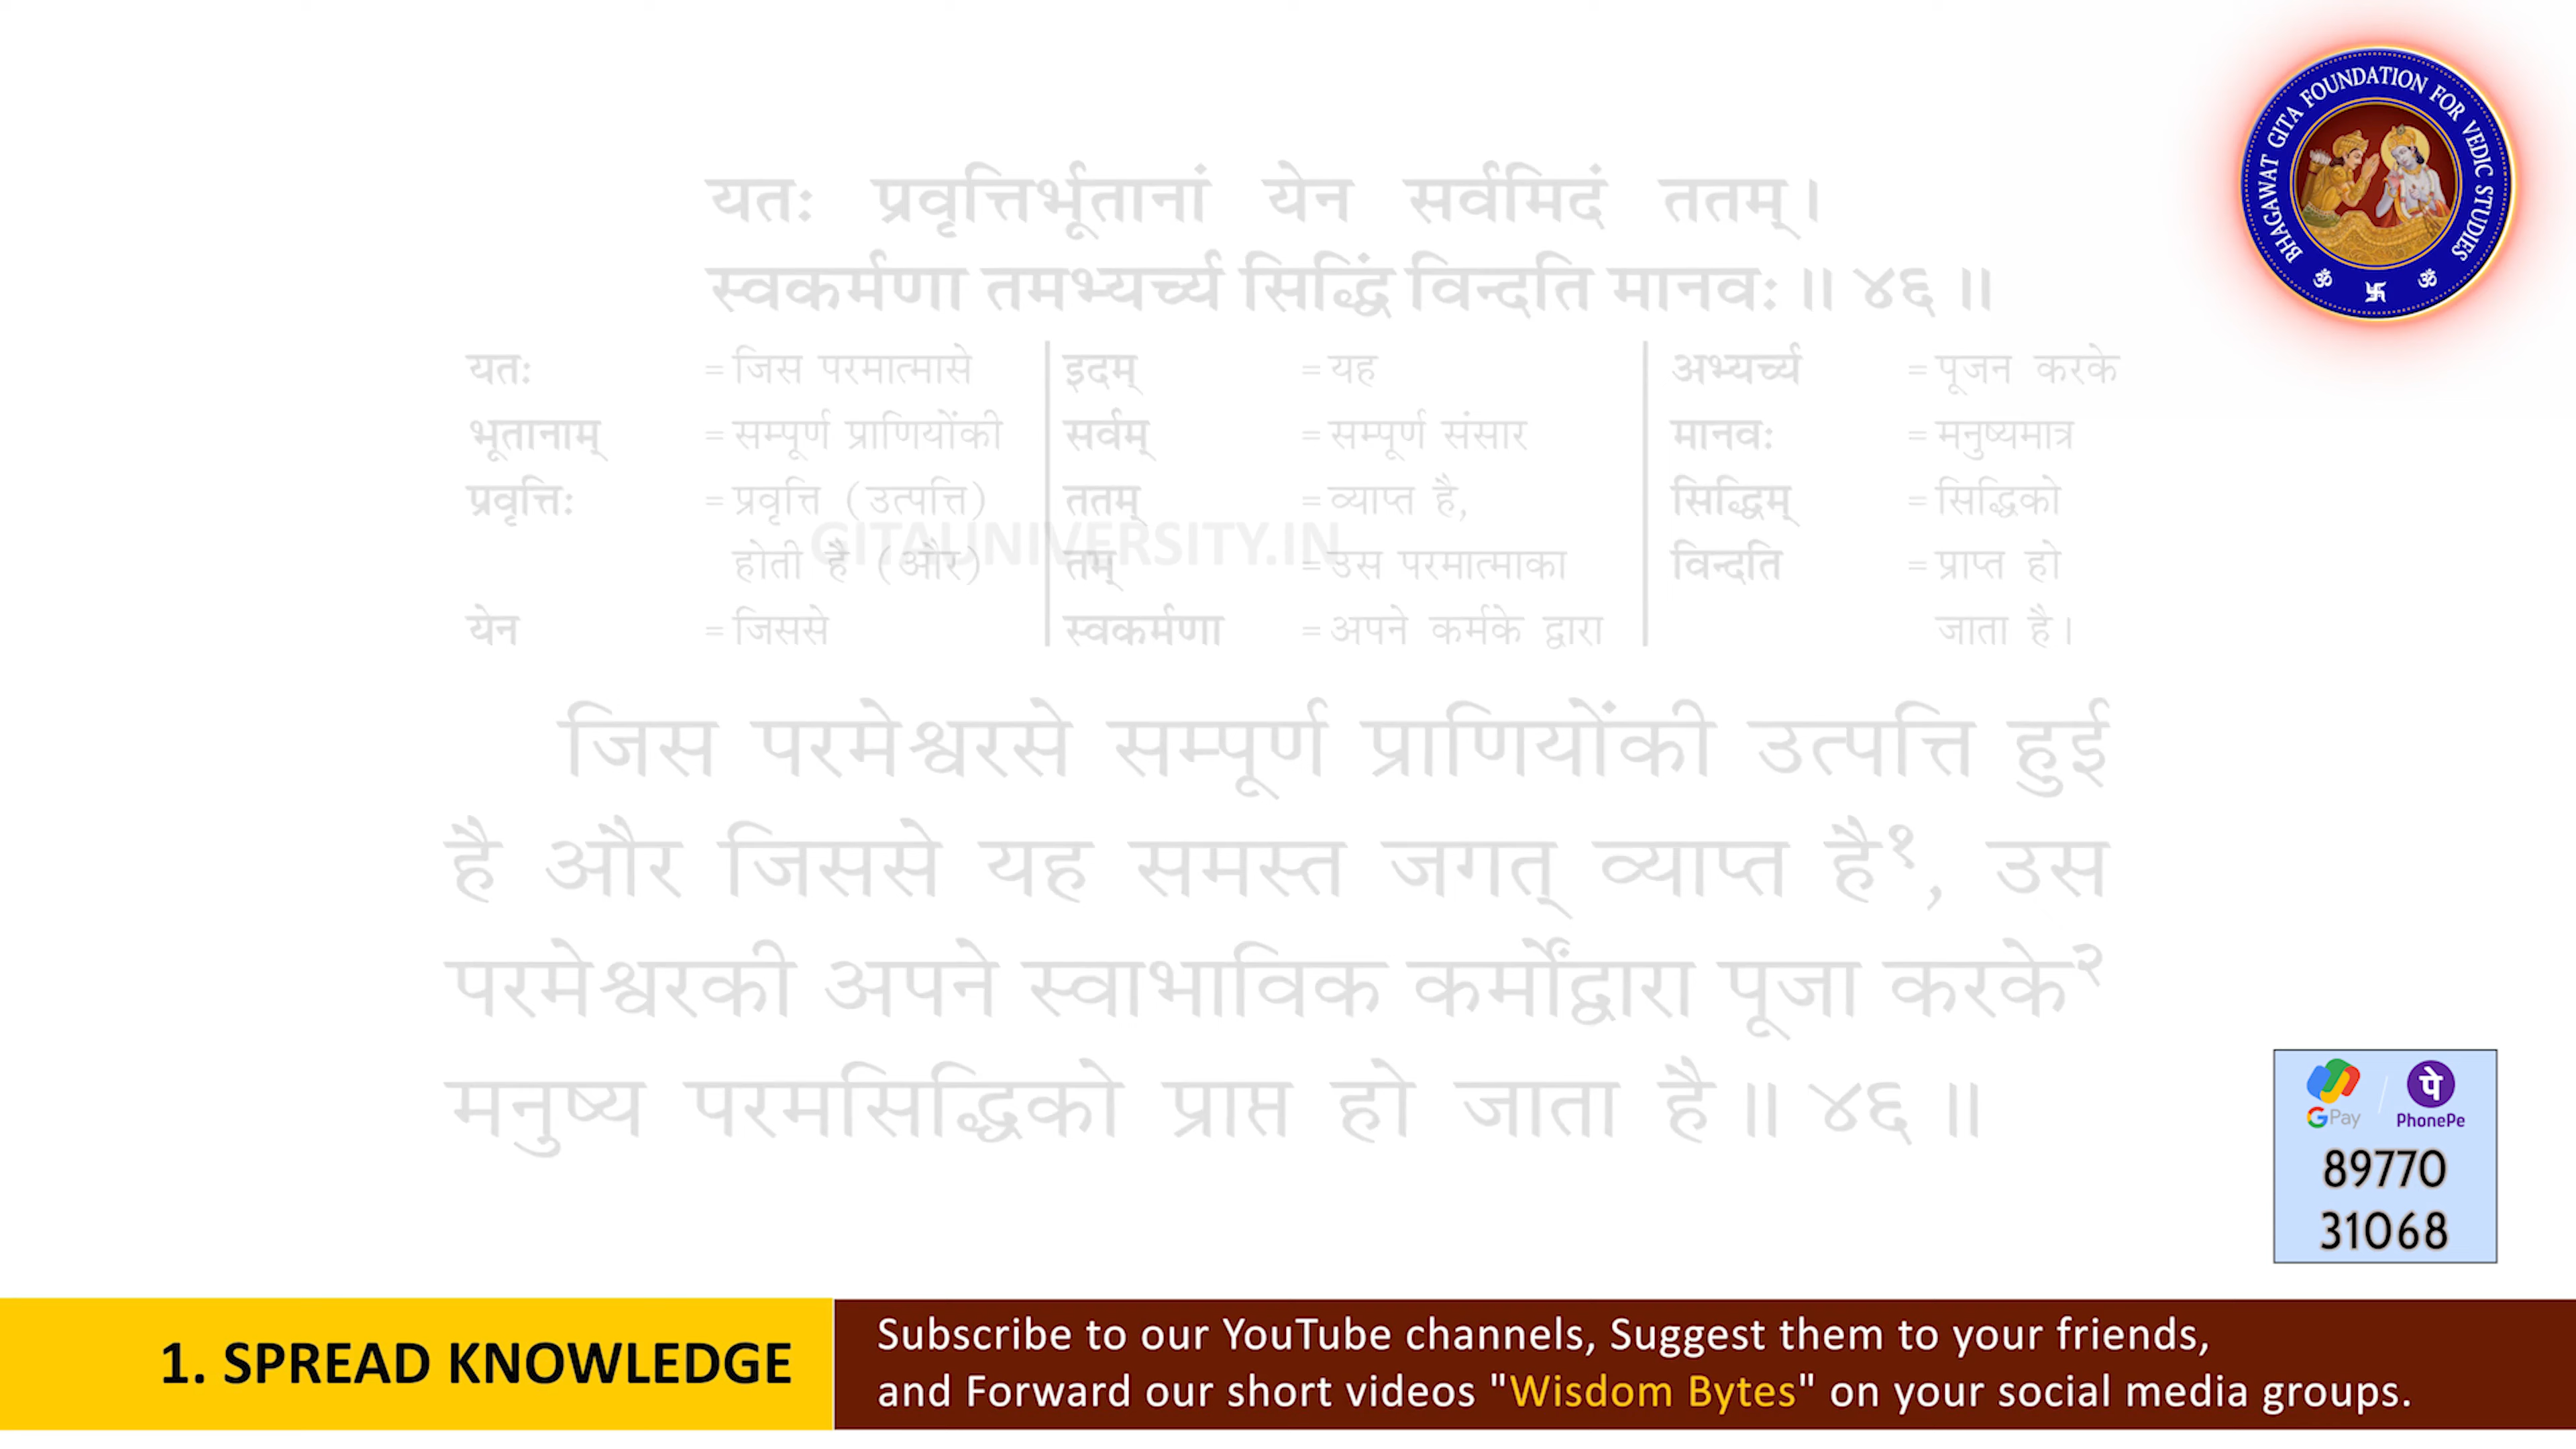 BHAGAWAT GITA FOUNDATION FOR VEDIC STUDIES
ॐ 卐 ॐ
यतः प्रवृत्तिर्भूतानां येन सर्वमिदं ततम्।
स्वकर्मणा तमभ्यर्च्य सिद्धिं विन्दति मानवः॥ ४६॥
यतः = जिस परमात्मासे
भूतानाम् = सम्पूर्ण प्राणियोंकी
प्रवृत्तिः = प्रवृत्ति (उत्पत्ति)
होती है (और)
येन = जिससे
इदम् = यह
सर्वम् = सम्पूर्ण संसार
ततम् = व्याप्त है,
तम् = उस परमात्माका
स्वकर्मणा = अपने कर्मके द्वारा
अभ्यर्च्य = पूजन करके
मानवः = मनुष्यमात्र
सिद्धिम् = सिद्धिको
विन्दति = प्राप्त हो
जाता है।
GITAUNIVERSITY.IN
जिस परमेश्वरसे सम्पूर्ण प्राणियोंकी उत्पत्ति हुई
है और जिससे यह समस्त जगत् व्याप्त है१, उस
परमेश्वरकी अपने स्वाभाविक कर्मोंद्वारा पूजा करके२
मनुष्य परमसिद्धिको प्राप्त हो जाता है॥ ४६॥
पे
GPay PhonePe
89770
31068
1. SPREAD KNOWLEDGE
Subscribe to our YouTube channels, Suggest them to your friends,
and Forward our short videos "Wisdom Bytes" on your social media groups.